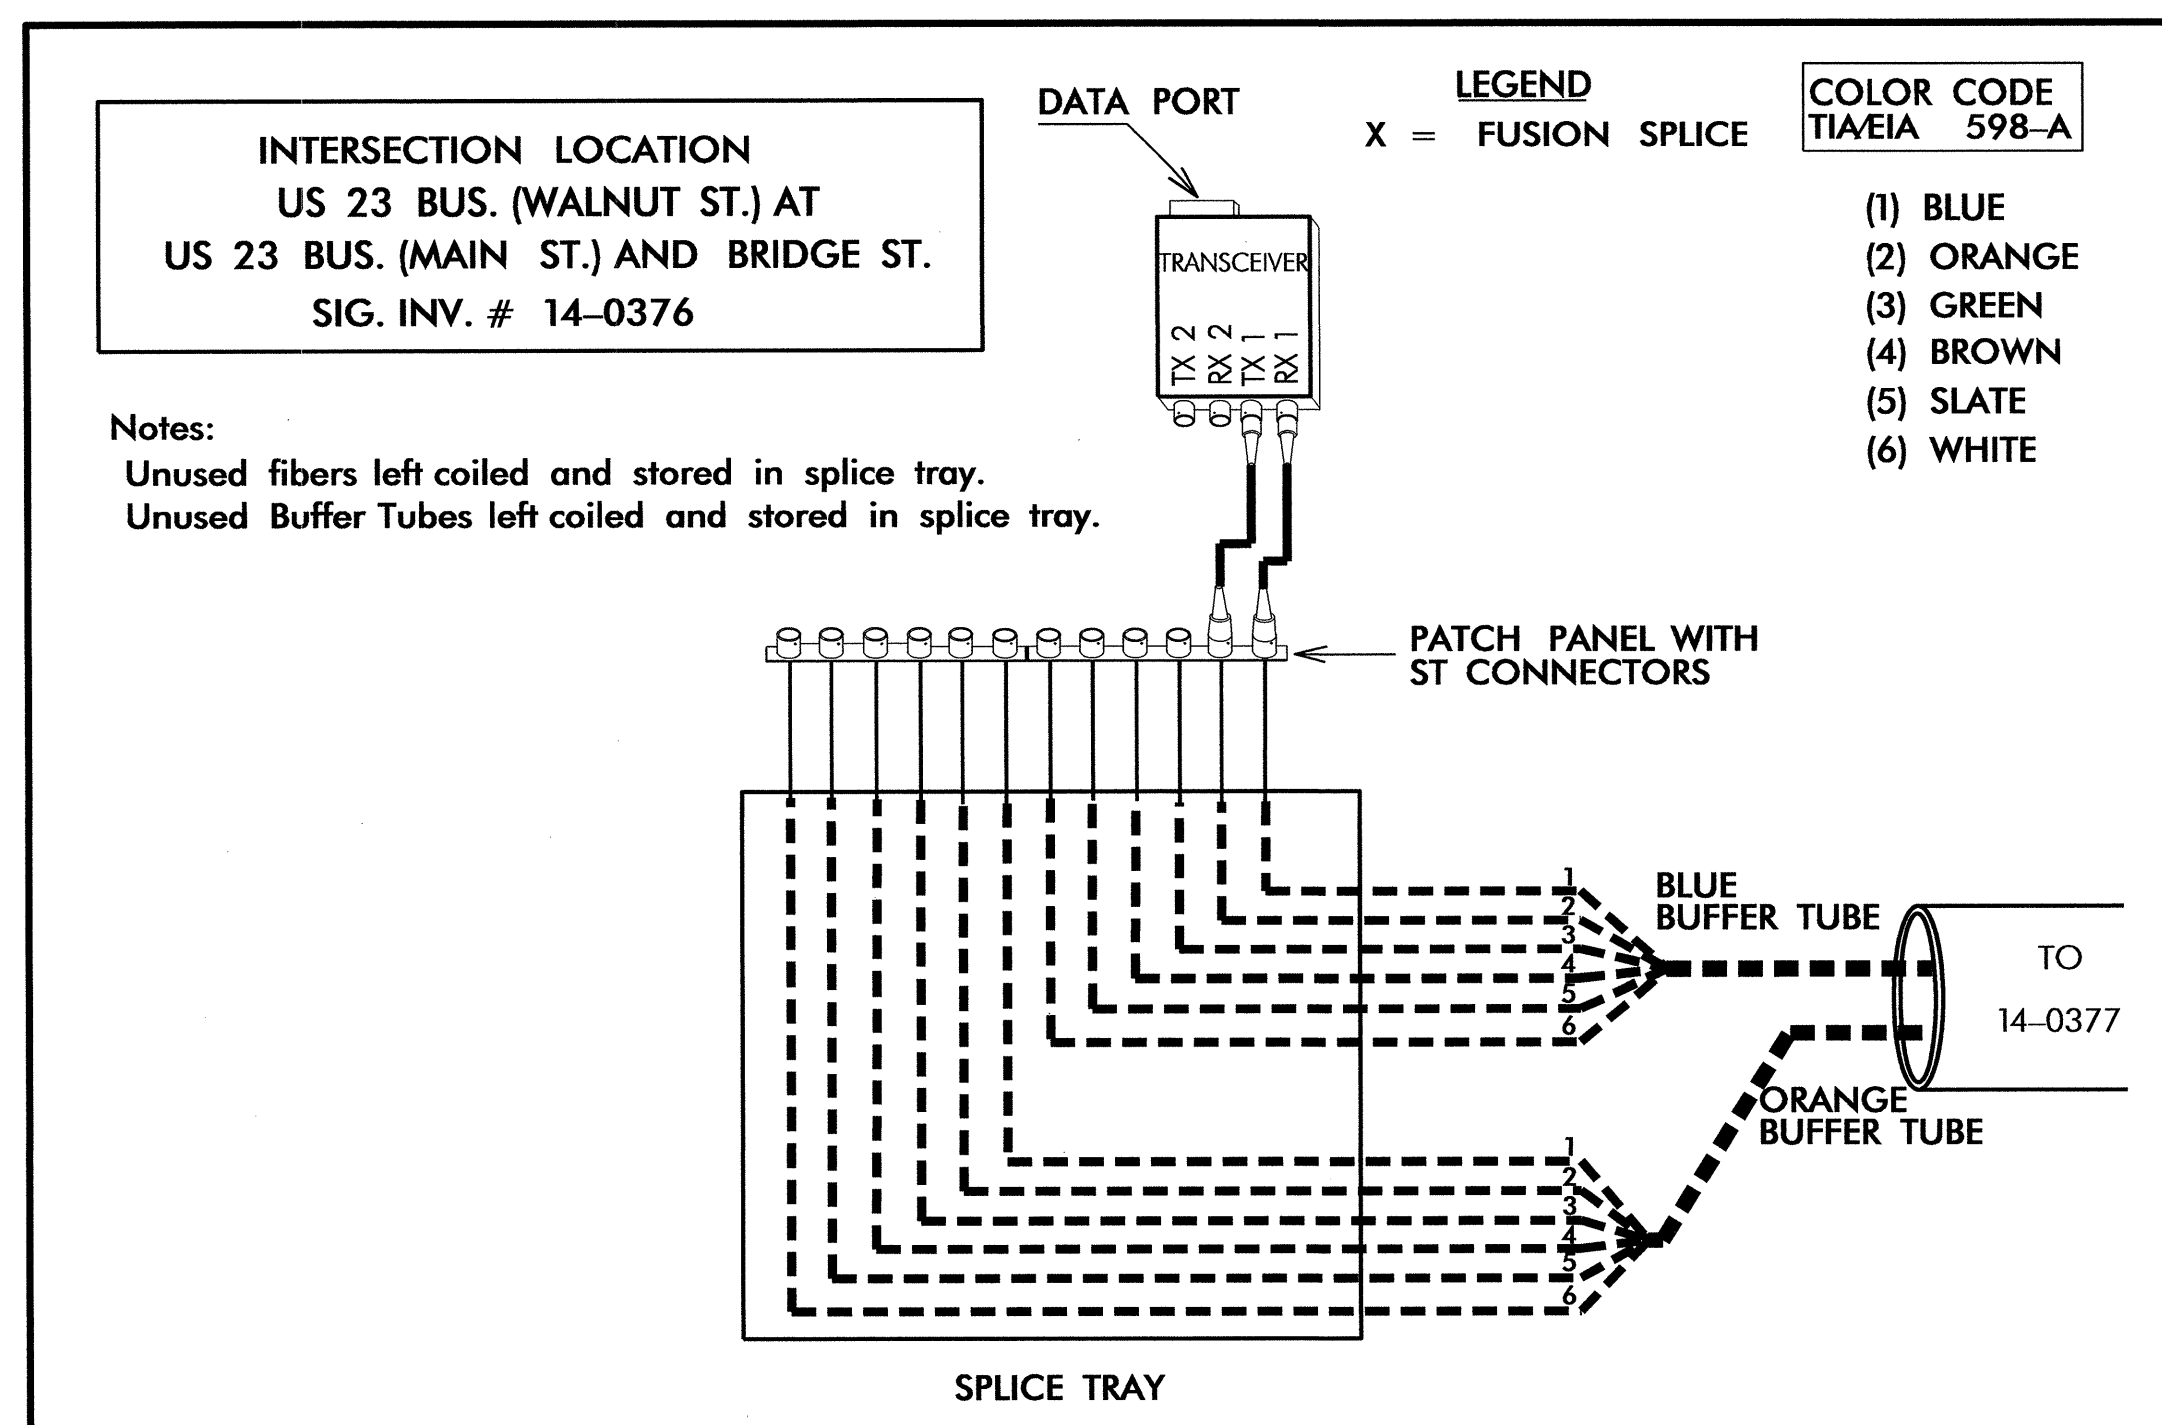 INTERSECTION LOCATION
US 23 BUS. (WALNUT ST.) AT
US 23 BUS. (MAIN ST.) AND BRIDGE ST.
SIG. INV. # 14-0376
Notes:
Unused fibers left coiled and stored in splice tray.
Unused Buffer Tubes left coiled and stored in splice tray.
DATA PORT
LEGEND
X = FUSION SPLICE
COLOR CODE
TIA/EIA 598-A
(1) BLUE
(2) ORANGE
(3) GREEN
(4) BROWN
(5) SLATE
(6) WHITE
TRANSCEIVER
TX 2
RX 2
TX 1
RX 1
PATCH PANEL WITH
ST CONNECTORS
1
2
3
4
5
6
BLUE
BUFFER TUBE
TO
14-0377
ORANGE
BUFFER TUBE
1
2
3
4
5
6
SPLICE TRAY